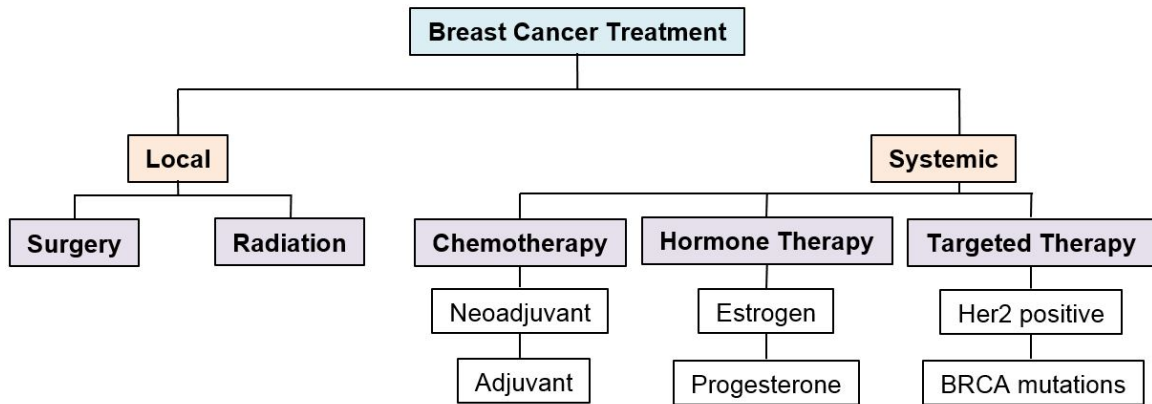 Breast Cancer Treatment
Local
Systemic
Surgery
Radiation
Chemotherapy
Hormone Therapy
Targeted Therapy
Neoadjuvant
Estrogen
Her2 positive
Adjuvant
Progesterone
BRCA mutations